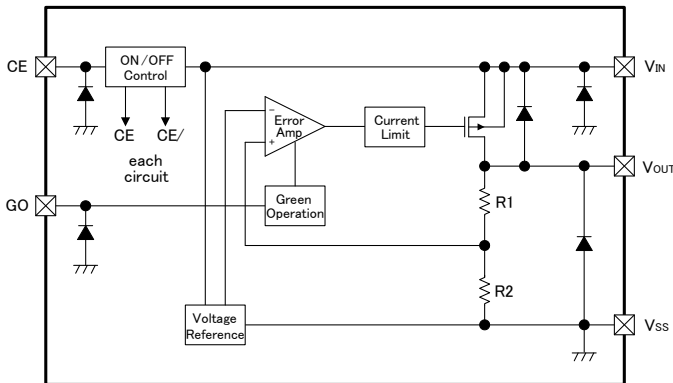 CE
ON/OFF
Control
CE CE/
each
circuit
VIN
−
Error
Amp
+
Current
Limit
VOUT
GO
Green
Operation
R1
R2
Voltage
Reference
VSS